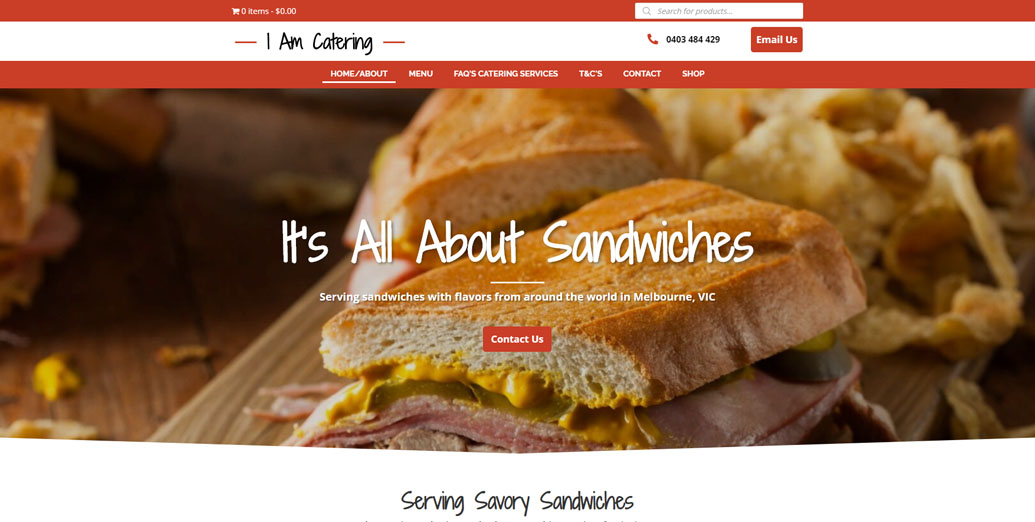 0 items - $0.00
Search for products...
I Am Catering
0403 484 429
Email Us
HOME/ABOUT MENU FAQ'S CATERING SERVICES T&C'S CONTACT SHOP
It's All About Sandwiches
Serving sandwiches with flavors from around the world in Melbourne, VIC
Contact Us
Serving Savory Sandwiches